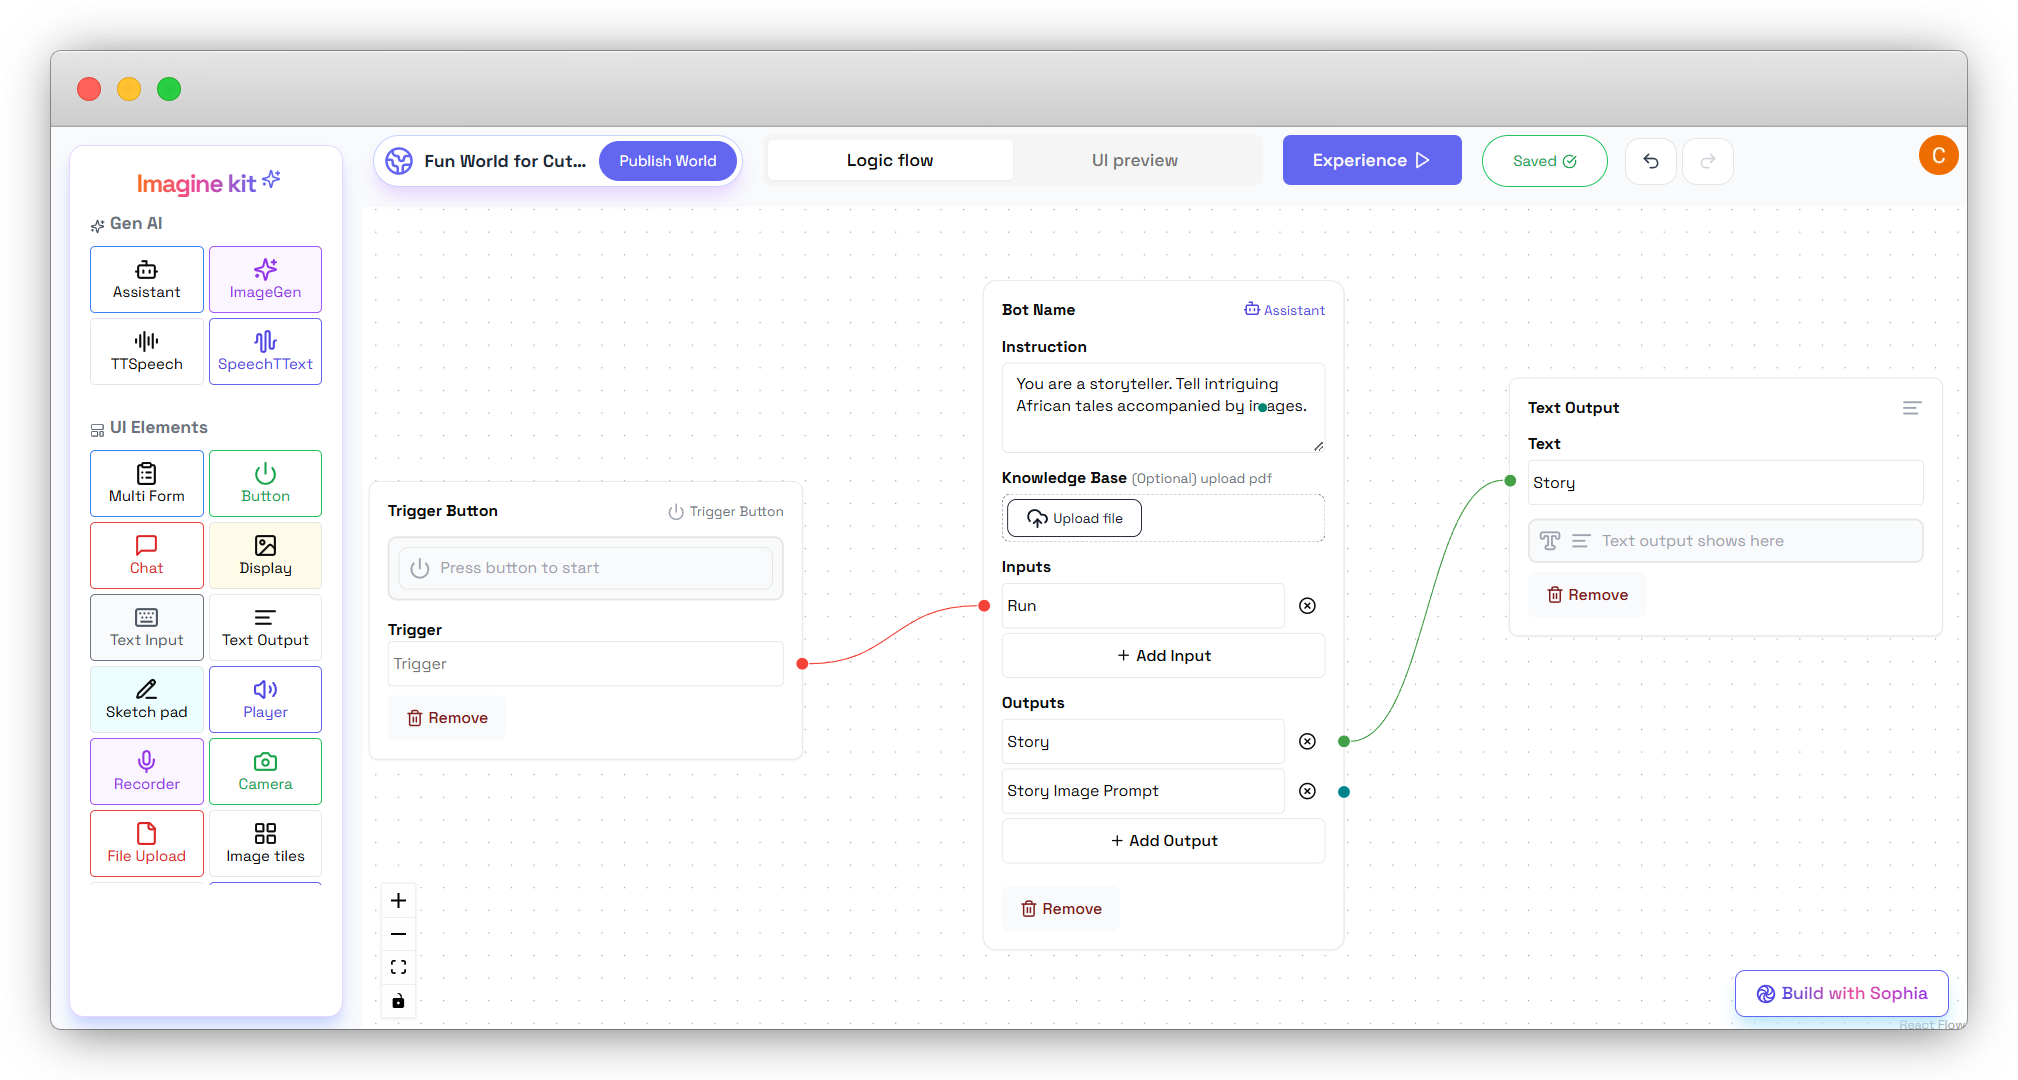 Imagine kit
Gen AI
Assistant
ImageGen
TTSpeech
SpeechTText
UI Elements
Multi Form
Button
Chat
Display
Text Input
Text Output
Sketch pad
Player
Recorder
Camera
File Upload
Image tiles
Fun World for Cut...
Publish World
Logic flow
UI preview
Experience
Saved
C
Trigger Button
Trigger Button
Press button to start
Trigger
Trigger
Remove
Bot Name
Assistant
Instruction
You are a storyteller. Tell intriguing
African tales accompanied by images.
Knowledge Base (Optional) upload pdf
Upload file
Inputs
Run
+ Add Input
Outputs
Story
Story Image Prompt
+ Add Output
Remove
Text Output
Text
Story
Text output shows here
Remove
Build with Sophia
React Flow